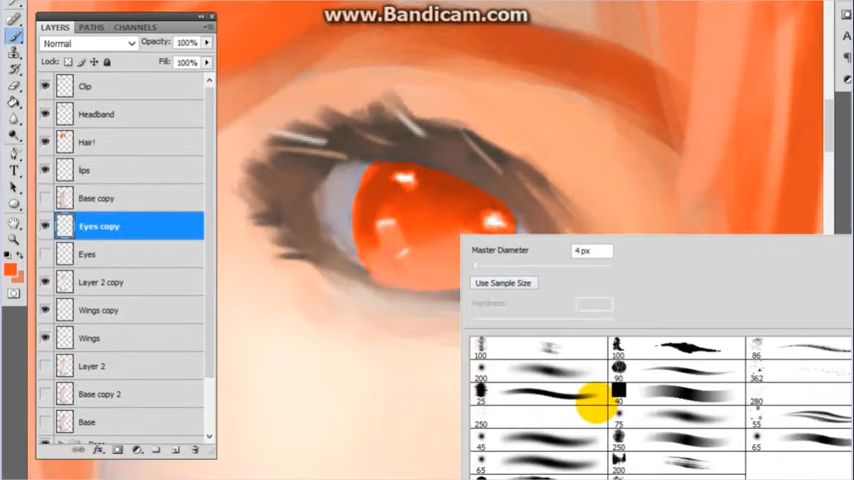 www.Bandicam.com
LAYERS PATHS CHANNELS
Normal Opacity: 100%
Lock: Fill: 100%
Clip
Headband
Hair!
lips
Base copy
Eyes copy
Eyes
Layer 2 copy
Wings copy
Wings
Layer 2
Base copy 2
Base
Master Diameter 4 px
Use Sample Size
Hardness:
100 100 86
200 90 362
25 40 280
250 75 55
45 250 65
65 200